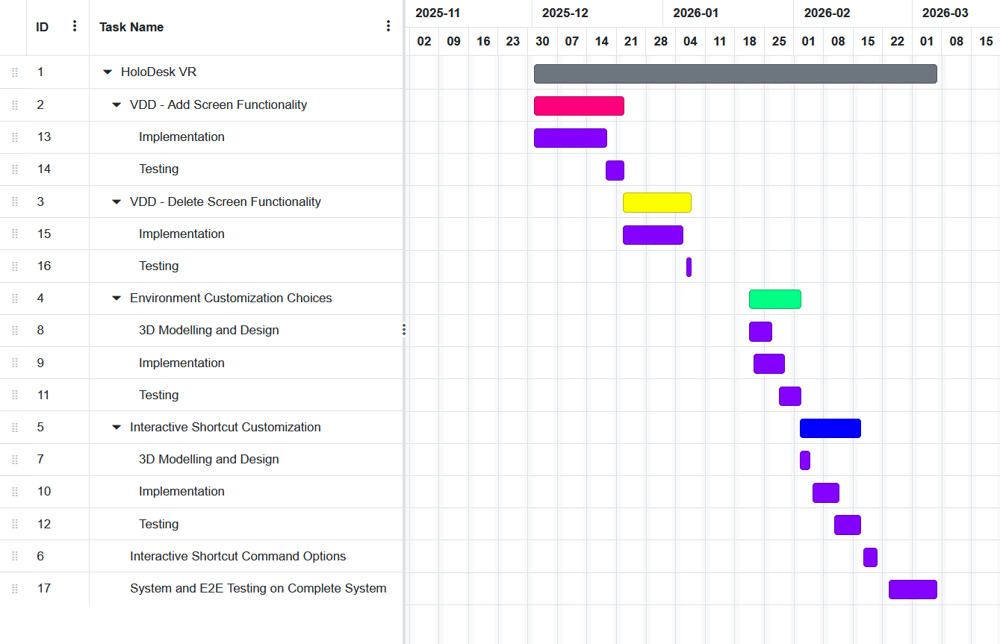 2025-11 2025-12 2026-01 2026-02 2026-03
ID Task Name
02 09 16 23 30 07 14 21 28 04 11 18 25 01 08 15 22 01 08 15
1 HoloDesk VR
2 VDD - Add Screen Functionality
13 Implementation
14 Testing
3 VDD - Delete Screen Functionality
15 Implementation
16 Testing
4 Environment Customization Choices
8 3D Modelling and Design
9 Implementation
11 Testing
5 Interactive Shortcut Customization
7 3D Modelling and Design
10 Implementation
12 Testing
6 Interactive Shortcut Command Options
17 System and E2E Testing on Complete System